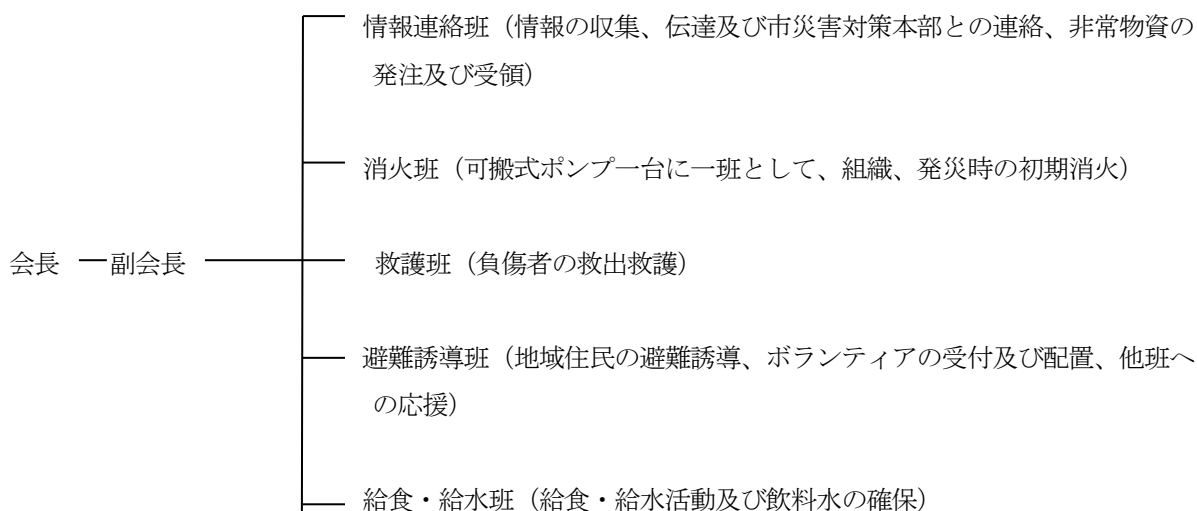 情報連絡班（情報の収集、伝達及び市災害対策本部との連絡、非常物資の
発注及び受領）
消火班（可搬式ポンプ一台に一班として、組織、発災時の初期消火）
会長
副会長
救護班（負傷者の救出救護）
避難誘導班（地域住民の避難誘導、ボランティアの受付及び配置、他班へ
の応援）
給食・給水班（給食・給水活動及び飲料水の確保）